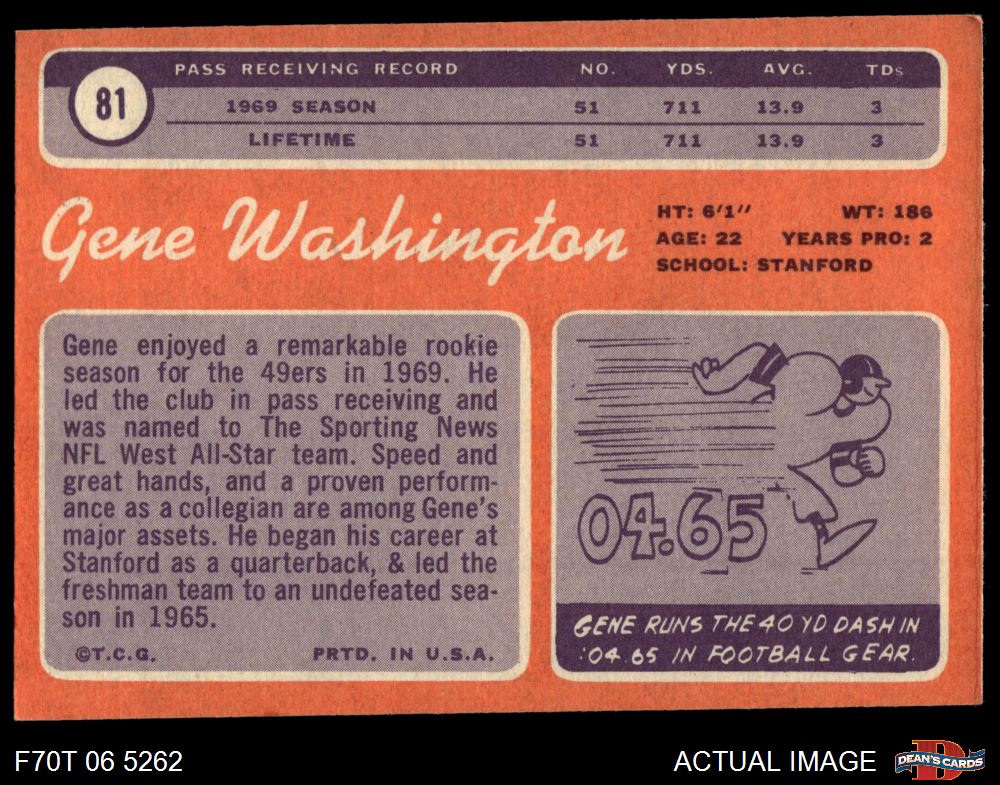 81
PASS RECEIVING RECORD NO. YDS. AVG. TDs
1969 SEASON 51 711 13.9 3
LIFETIME 51 711 13.9 3
Gene Washington
HT: 6'1" WT: 186
AGE: 22 YEARS PRO: 2
SCHOOL: STANFORD
Gene enjoyed a remarkable rookie
season for the 49ers in 1969. He
led the club in pass receiving and
was named to The Sporting News
NFL West All-Star team. Speed and
great hands, and a proven perform-
ance as a collegian are among Gene's
major assets. He began his career at
Stanford as a quarterback, & led the
freshman team to an undefeated sea-
son in 1965.
©T.C.G. PRTD. IN U.S.A.
04.65
GENE RUNS THE 40 YD DASH IN
:04.65 IN FOOTBALL GEAR.
F70T 06 5262
ACTUAL IMAGE
D
DEAN'S CARDS